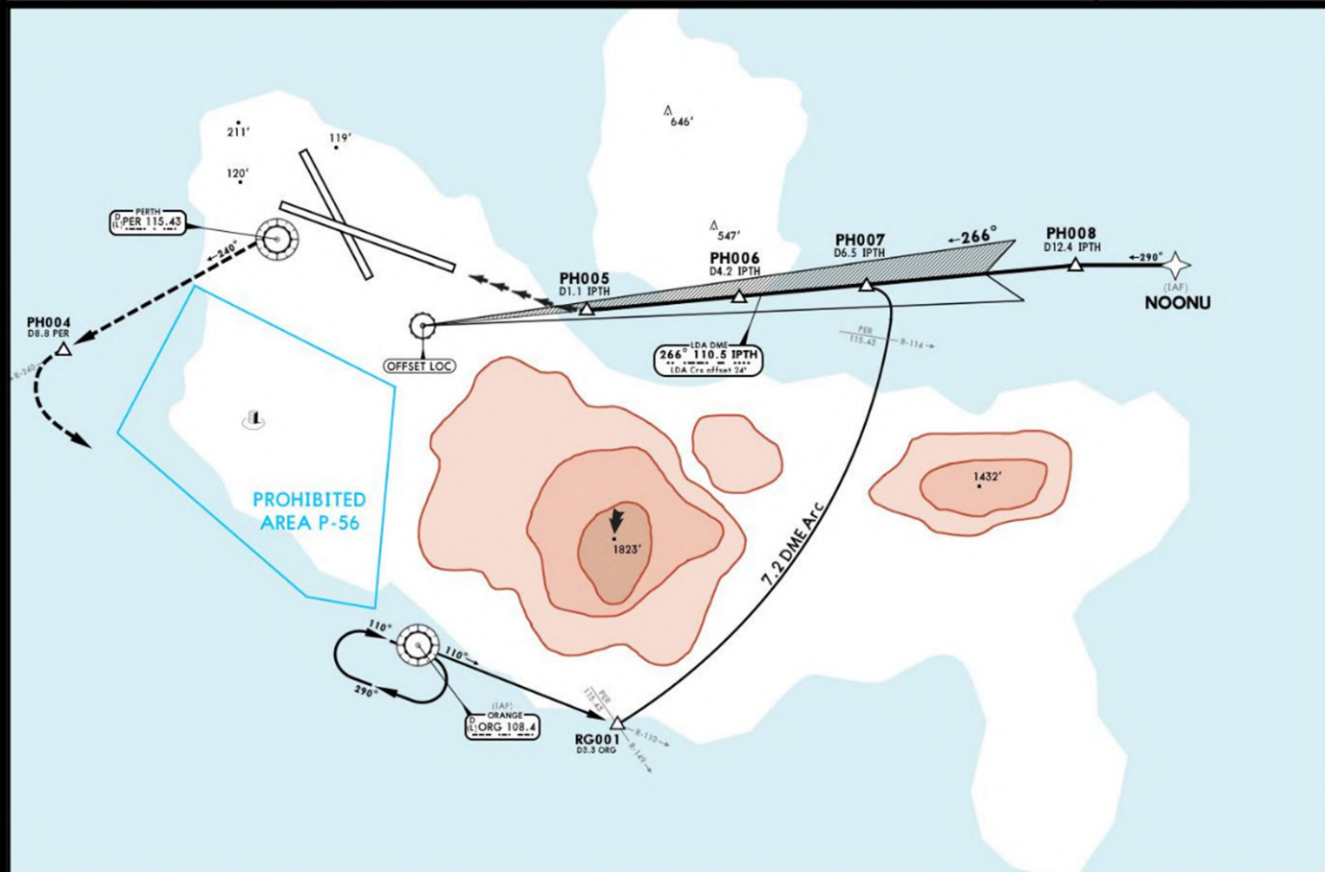 211'
119'
120'
646'
547'
PERTH
D
(L)
PER 115.43
←240°
PH004
D8.8 PER
R-240
PH005
D1.1 IPTH
PH006
D4.2 IPTH
PH007
D6.5 IPTH
←266°
PH008
D12.4 IPTH
←290°
(IAF)
NOONU
OFFSET LOC
LDA DME
266° 110.5 IPTH
LDA Crs offset 24°
PER
115.43
R-114→
PROHIBITED
AREA P-56
1823'
1432'
7.2 DME Arc
110°
110°→
290°
(IAF)
ORANGE
D
(L)
ORG 108.4
PER
115.43
RG001
D3.3 ORG
R-110→
R-149→